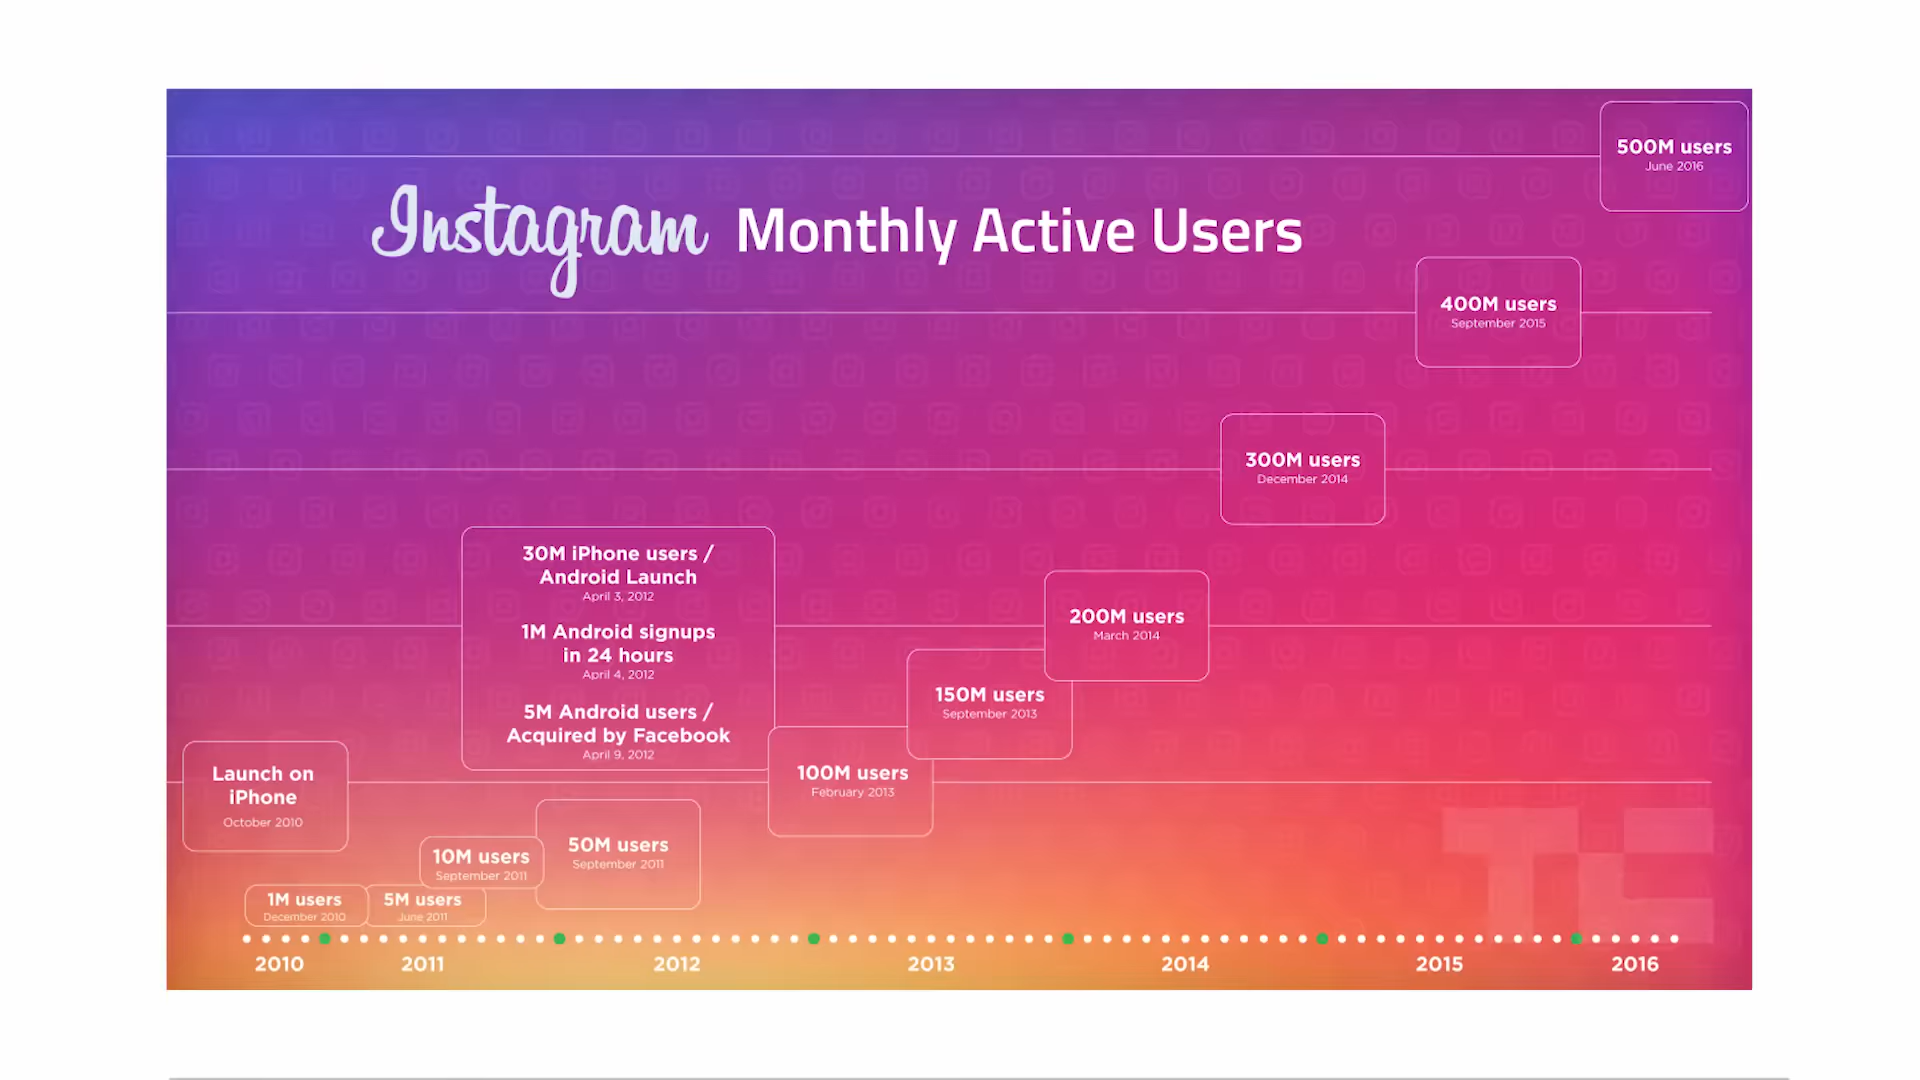 Instagram Monthly Active Users
500M users
June 2016
400M users
September 2015
300M users
December 2014
30M iPhone users /
Android Launch
April 3, 2012
1M Android signups
in 24 hours
April 4, 2012
5M Android users /
Acquired by Facebook
April 9, 2012
200M users
March 2014
150M users
September 2013
100M users
February 2013
Launch on
iPhone
October 2010
50M users
September 2011
10M users
September 2011
1M users
December 2010
5M users
June 2011
TC
2010 2011 2012 2013 2014 2015 2016